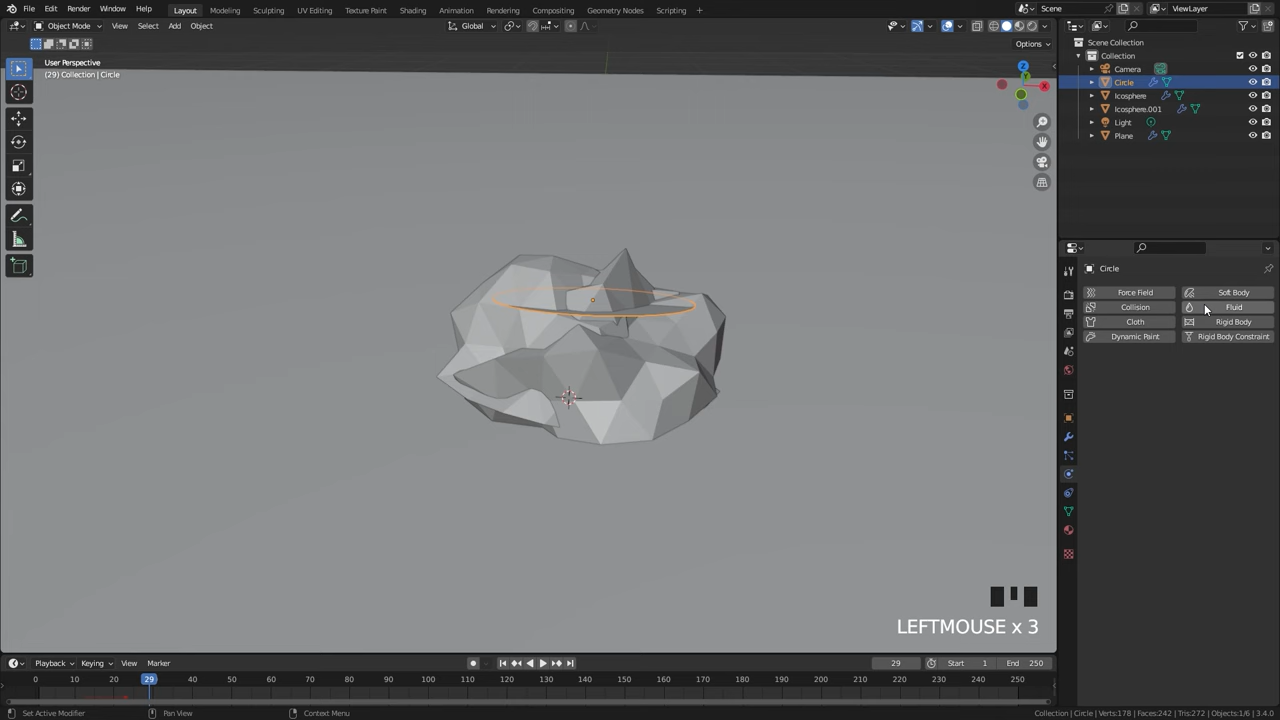 File Edit Render Window Help Layout Modeling Sculpting UV Editing Texture Paint Shading Animation Rendering Compositing Geometry Nodes Scripting + Scene ViewLayer
Object Mode View Select Add Object Global
Options
User Perspective
(29) Collection | Circle
Z
Y
X
Scene Collection
Collection
Camera
Circle
Icosphere
Icosphere.001
Light
Plane
Circle
Force Field Soft Body
Collision Fluid
Cloth Rigid Body
Dynamic Paint Rigid Body Constraint
LEFTMOUSE x 3
Playback Keying View Marker 29 Start 1 End 250
0 10 20 29 40 50 60 70 80 90 100 110 120 130 140 150 160 170 180 190 200 210 220 230 240 250
Set Active Modifier Pan View Context Menu Collection | Circle | Verts:178 | Faces:242 | Tris:272 | Objects:1/6 | 3.4.0